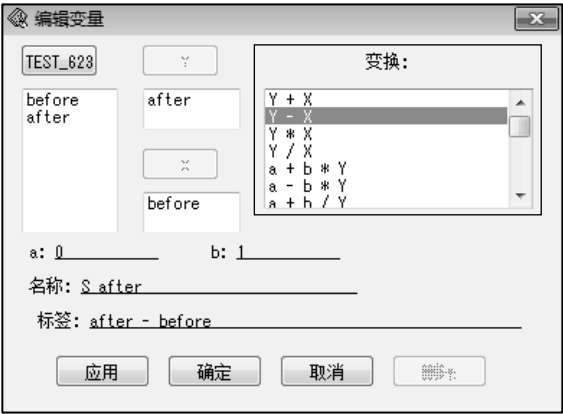 编辑变量
TEST_623
Y
变换:
before
after
after
Y + X
Y - X
Y * X
Y / X
a + b * Y
a - b * Y
a + b / Y
X
before
a: 0
b: 1
名称: S_after
标签: after - before
应用
确定
取消